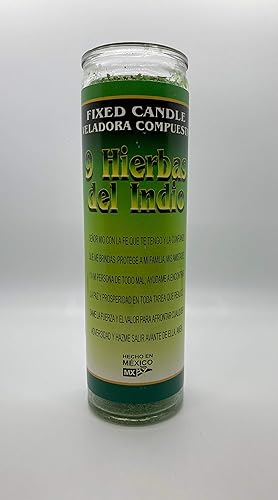 FIXED CANDLE
VELADORA COMPUESTA
9 Hierbas
del Indio
SEÑOR MIO CON LA FE QUE TE TENGO Y LA CONFIANZA
QUE ME BRINDAS, PROTEGE A MI FAMILIA, MIS AMISTADES
Y A MI PERSONA DE TODO MAL. AYUDAME A ENCONTRAR
LA PAZ Y PROSPERIDAD EN TODA TAREA QUE REALICE.
DAME LA FUERZA Y EL VALOR PARA AFRONTAR CUALQUIER
ADVERSIDAD Y HAZME SALIR AVANTE DE ELLA, AMEN.
HECHO EN
MÉXICO
MX